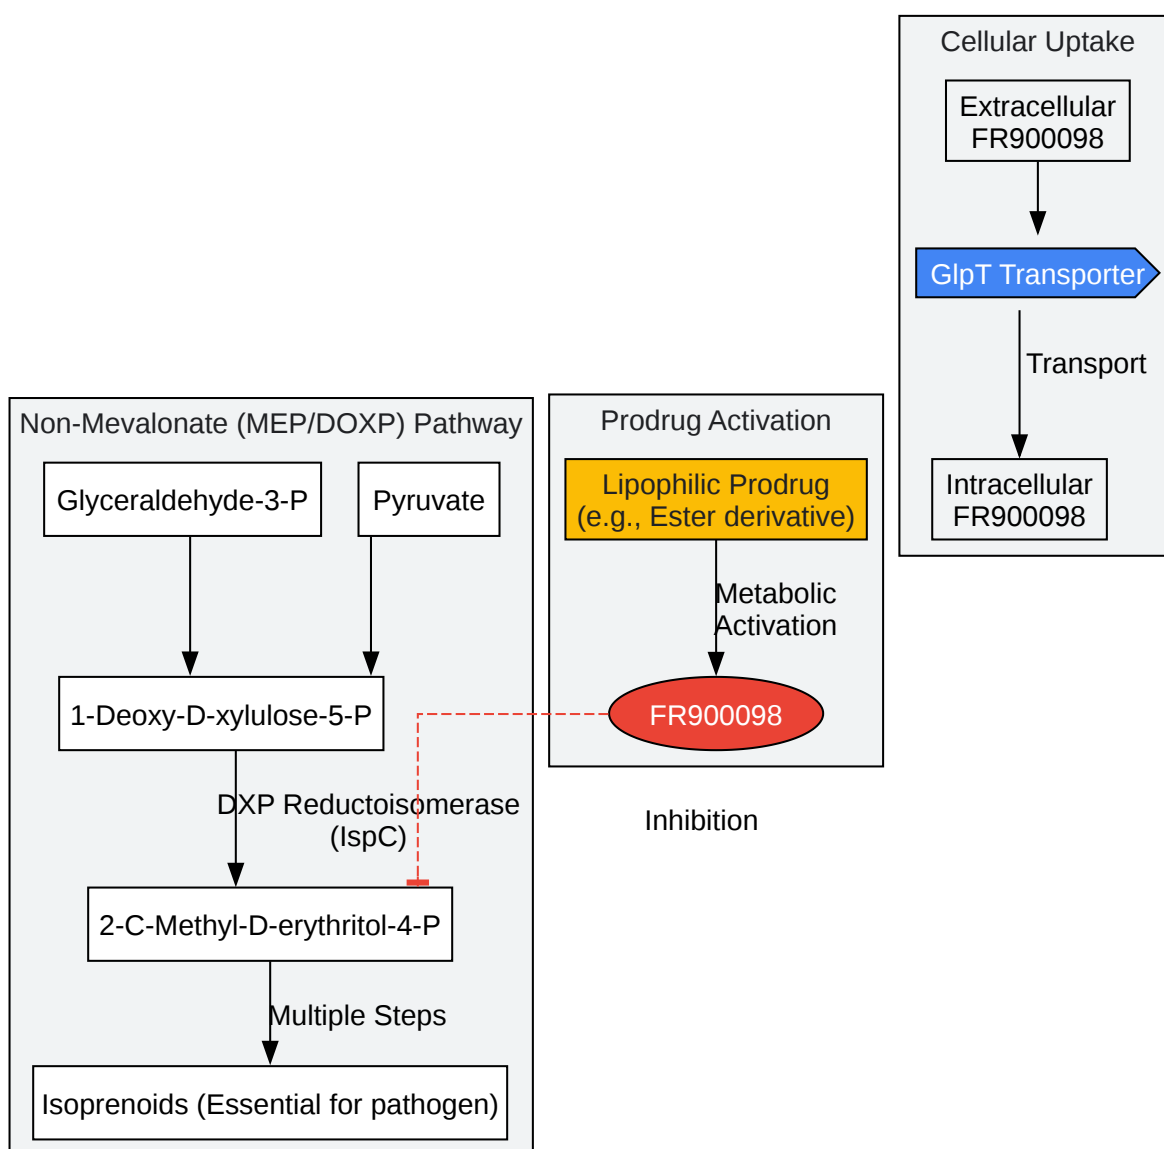 Cellular Uptake
Extracellular
FR900098
GlpT Transporter
Transport
Intracellular
FR900098
Non-Mevalonate (MEP/DOXP) Pathway
Glyceraldehyde-3-P
Pyruvate
1-Deoxy-D-xylulose-5-P
DXP Reductoisomerase
(IspC)
2-C-Methyl-D-erythritol-4-P
Multiple Steps
Isoprenoids (Essential for pathogen)
Prodrug Activation
Lipophilic Prodrug
(e.g., Ester derivative)
Metabolic
Activation
FR900098
Inhibition